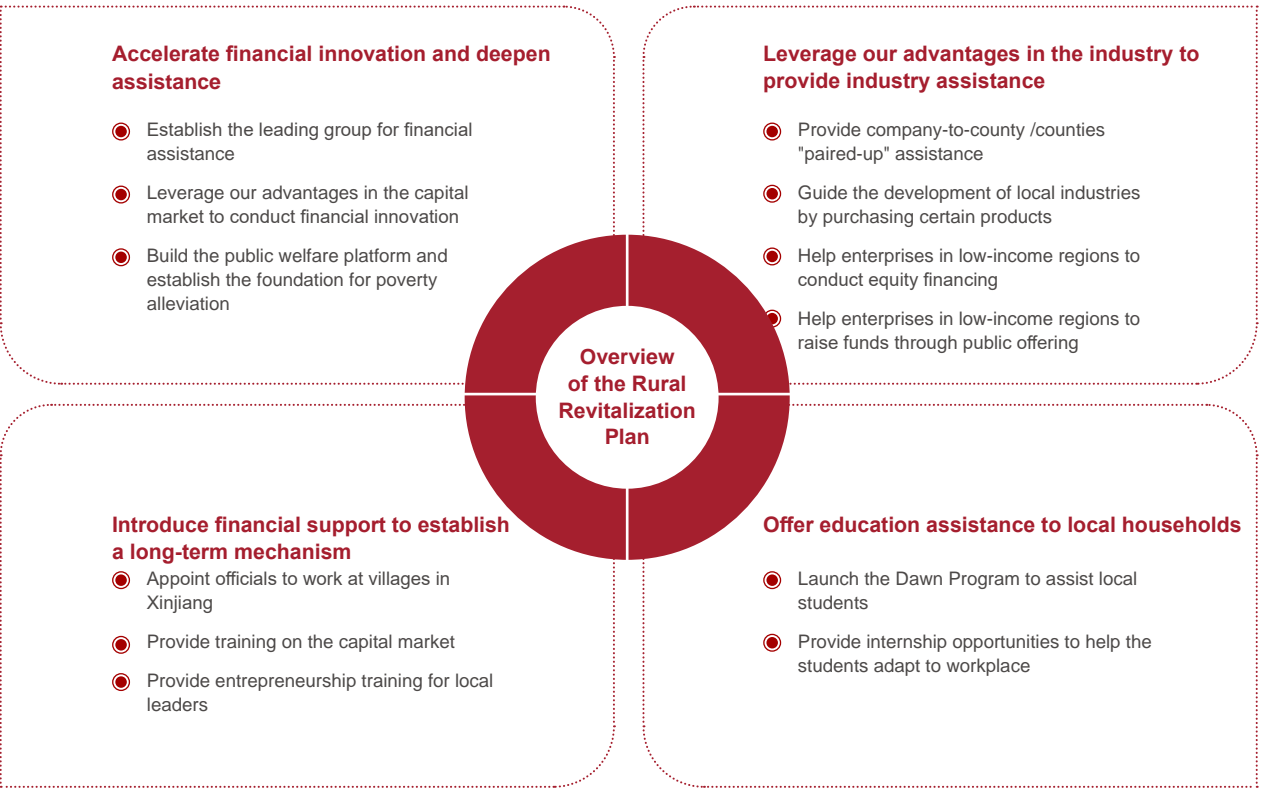 Accelerate financial innovation and deepen
assistance
Establish the leading group for financial
assistance
Leverage our advantages in the capital
market to conduct financial innovation
Build the public welfare platform and
establish the foundation for poverty
alleviation
Leverage our advantages in the industry to
provide industry assistance
Provide company-to-county /counties
"paired-up" assistance
Guide the development of local industries
by purchasing certain products
Help enterprises in low-income regions to
conduct equity financing
Help enterprises in low-income regions to
raise funds through public offering
Overview
of the Rural
Revitalization
Plan
Introduce financial support to establish
a long-term mechanism
Appoint officials to work at villages in
Xinjiang
Provide training on the capital market
Provide entrepreneurship training for local
leaders
Offer education assistance to local households
Launch the Dawn Program to assist local
students
Provide internship opportunities to help the
students adapt to workplace